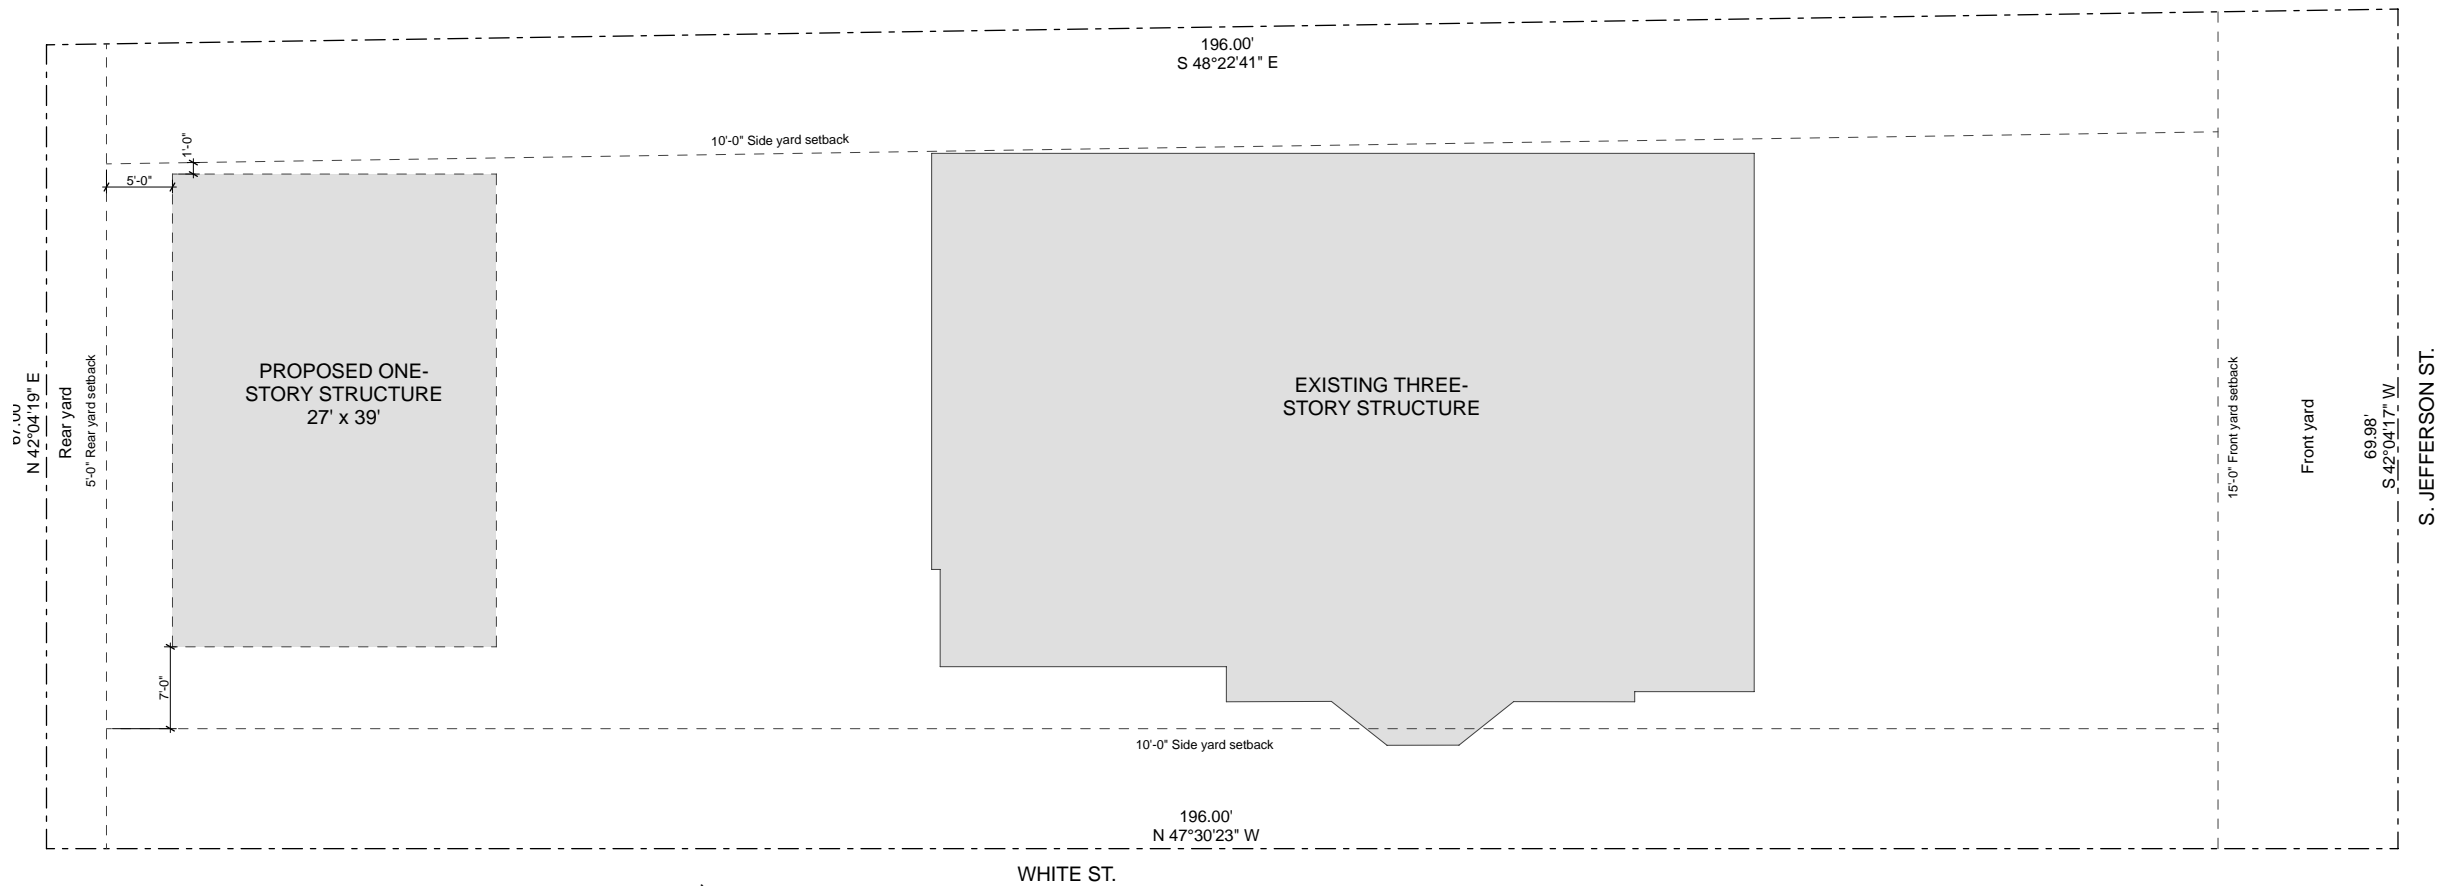 196.00'
S 48°22'41" E
10'-0" Side yard setback
1'-0"
5'-0"
PROPOSED ONE-
STORY STRUCTURE
27' x 39'
EXISTING THREE-
STORY STRUCTURE
67.00
N 42°04'19" E
Rear yard
5'-0" Rear yard setback
15'-0" Front yard setback
Front yard
69.98'
S 42°04'17" W
S. JEFFERSON ST.
7'-0"
10'-0" Side yard setback
196.00'
N 47°30'23" W
WHITE ST.